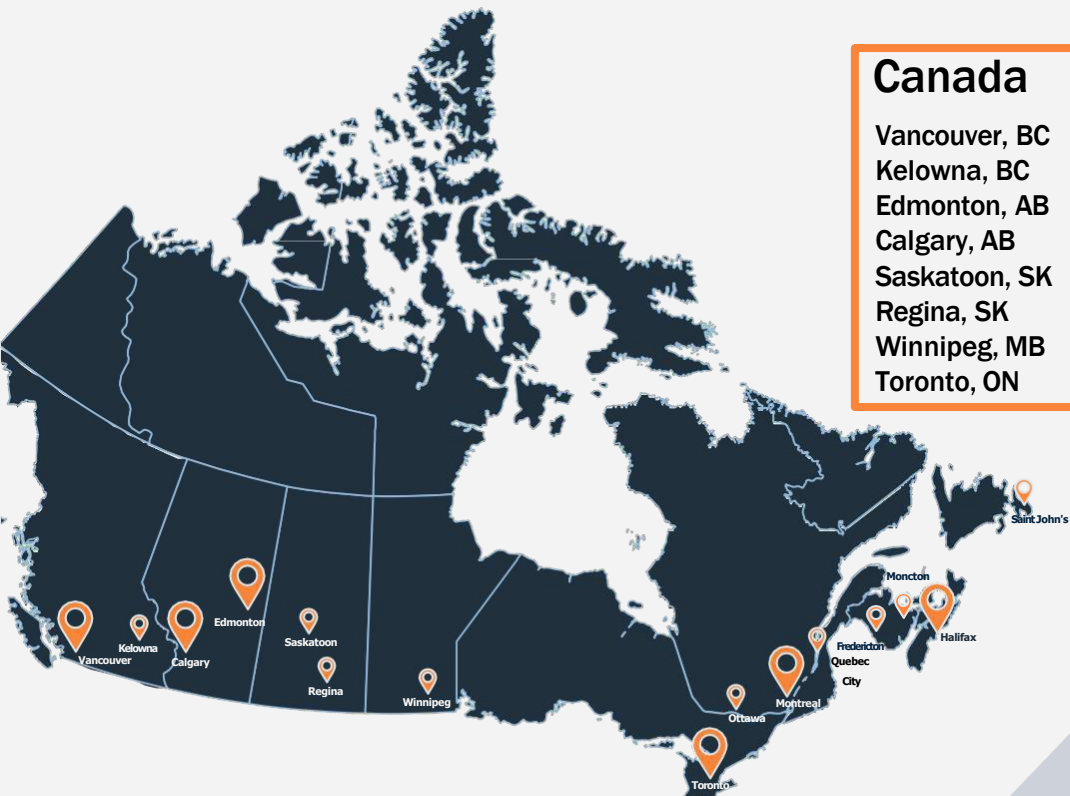 Canada
Vancouver, BC
Kelowna, BC
Edmonton, AB
Calgary, AB
Saskatoon, SK
Regina, SK
Winnipeg, MB
Toronto, ON
Saint John's
Moncton
Edmonton
Saskatoon
Kelowna
Vancouver
Calgary
Halifax
Fredericton
Quebec
City
Regina
Winnipeg
Montreal
Ottawa
Toronto